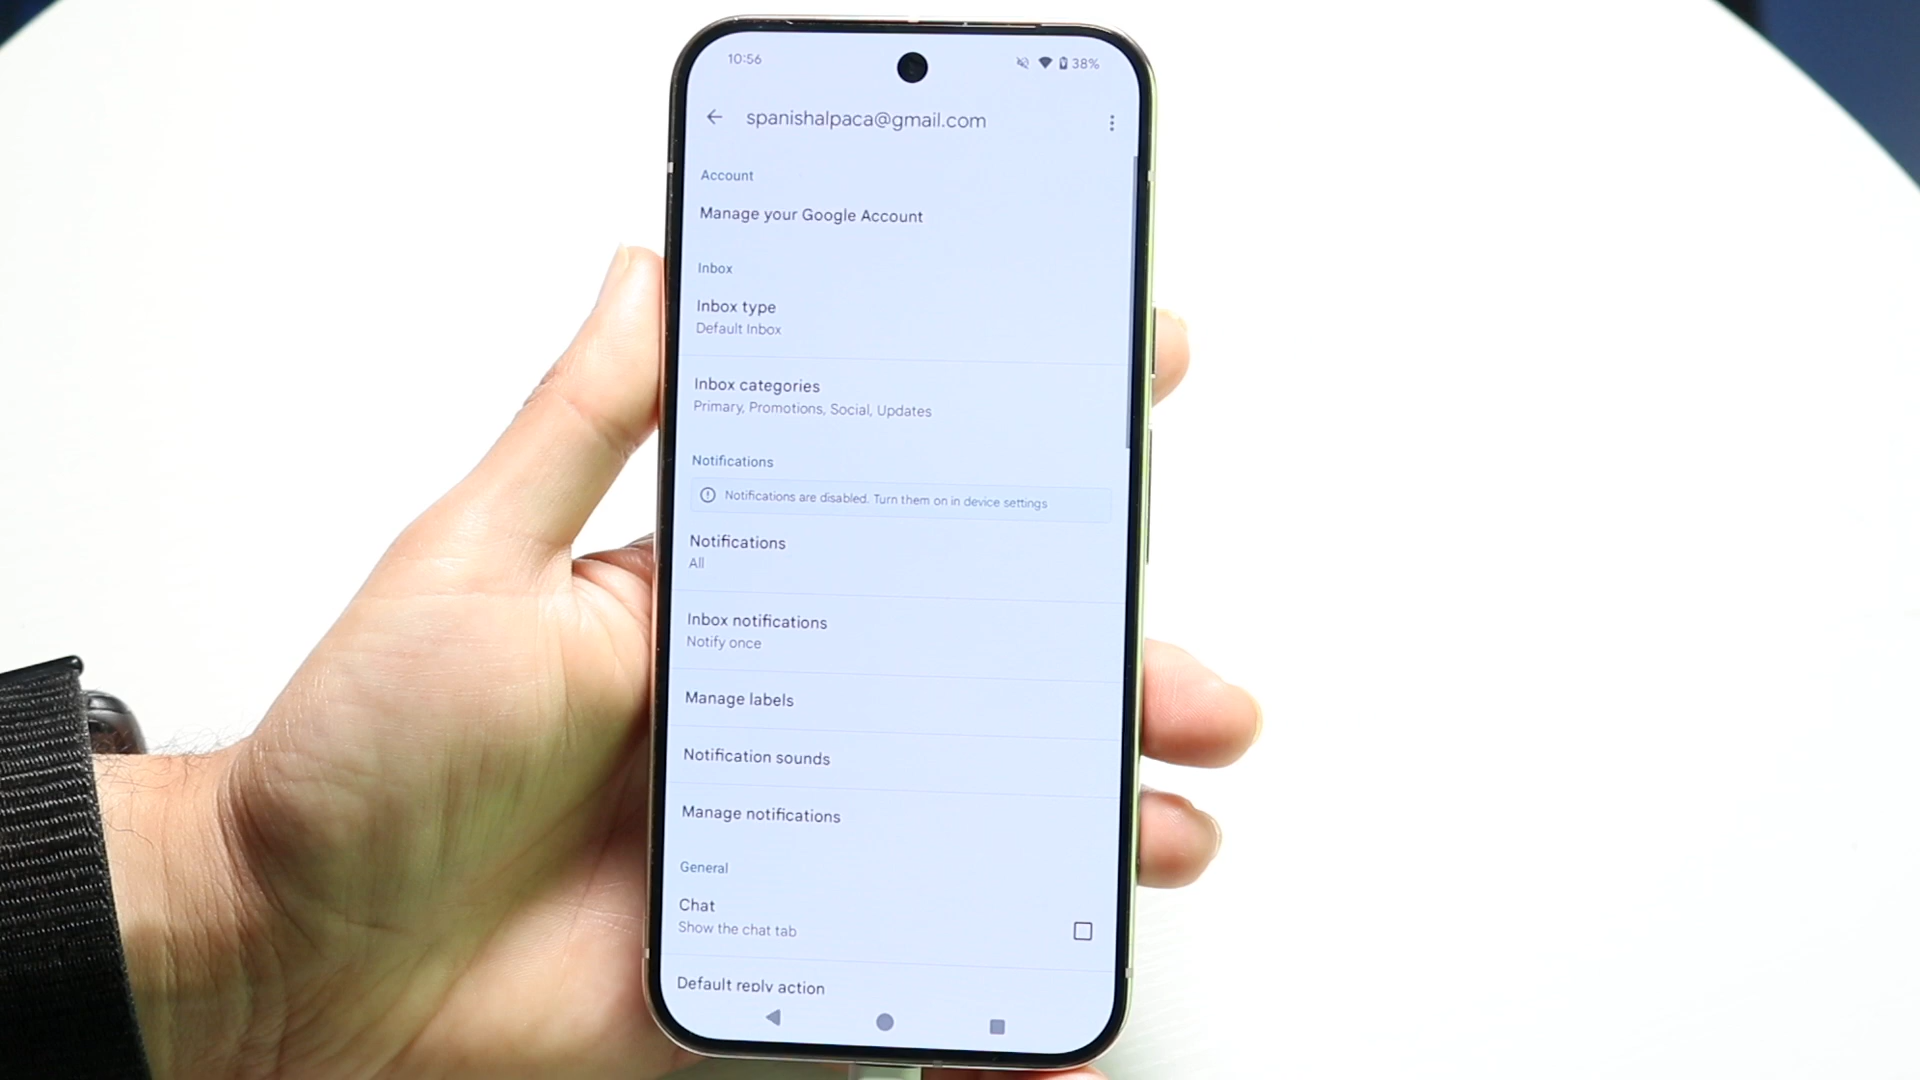 10:56
38%
spanishalpaca@gmail.com
Account
Manage your Google Account
Inbox
Inbox type
Default Inbox
Inbox categories
Primary, Promotions, Social, Updates
Notifications
Notifications are disabled. Turn them on in device settings
Notifications
All
Inbox notifications
Notify once
Manage labels
Notification sounds
Manage notifications
General
Chat
Show the chat tab
Default reply action